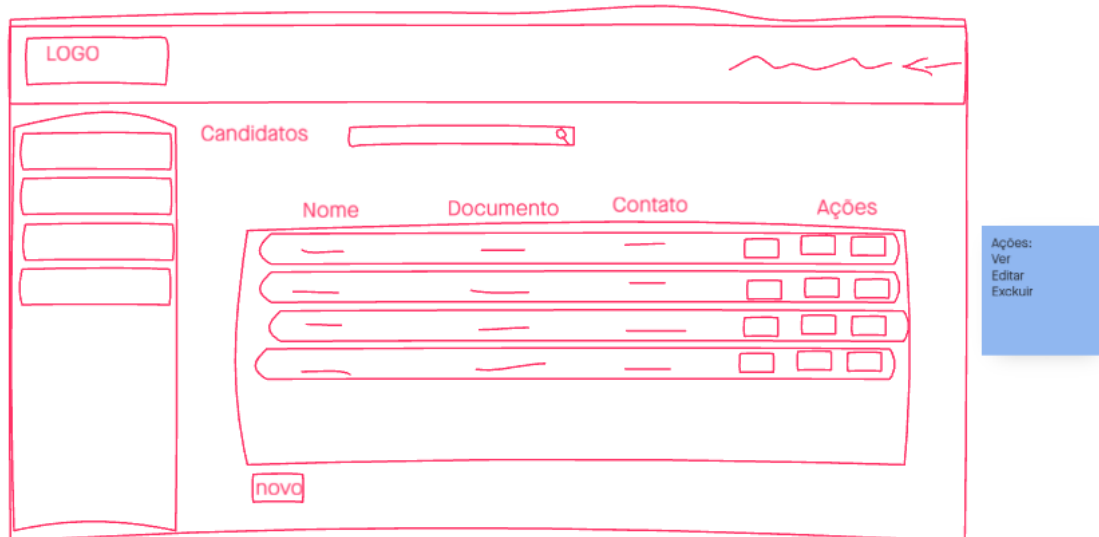 LOGO
Candidatos
Nome Documento Contato Ações
Ações:
Ver
Editar
Exckuir
novo